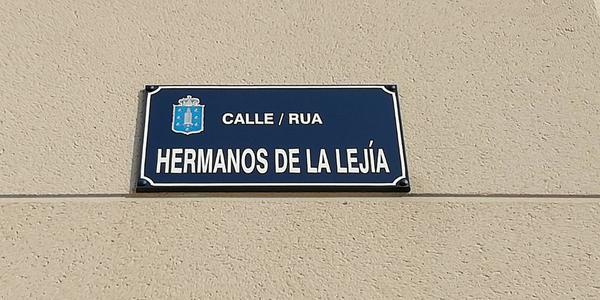 CALLE / RUA
HERMANOS DE LA LEJÍA